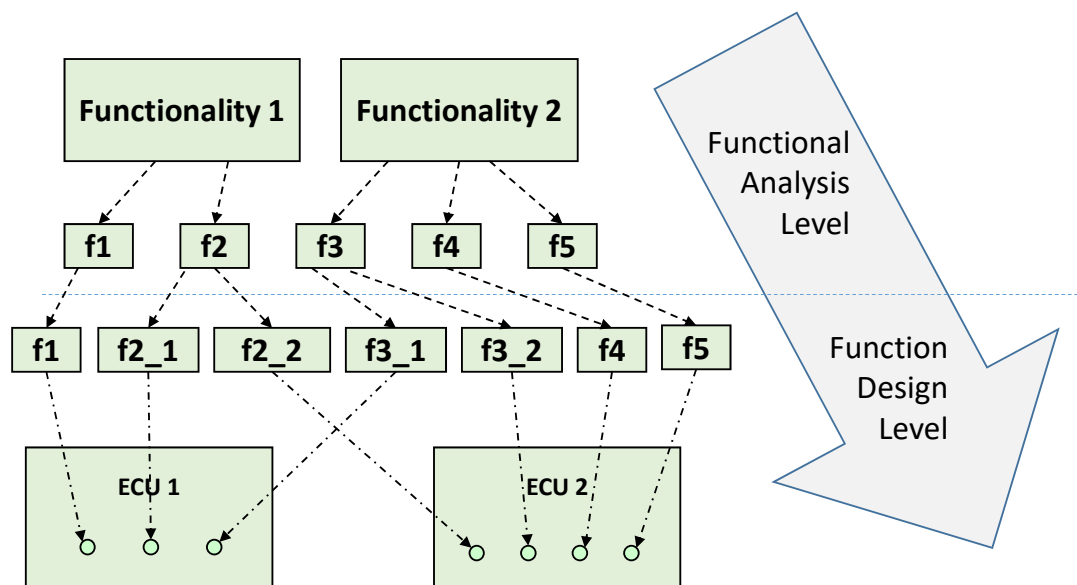 Functionality 1
Functionality 2
Functional
Analysis
Level
f1
f2
f3
f4
f5
f1
f2_1
f2_2
f3_1
f3_2
f4
f5
Function
Design
Level
ECU 1
ECU 2